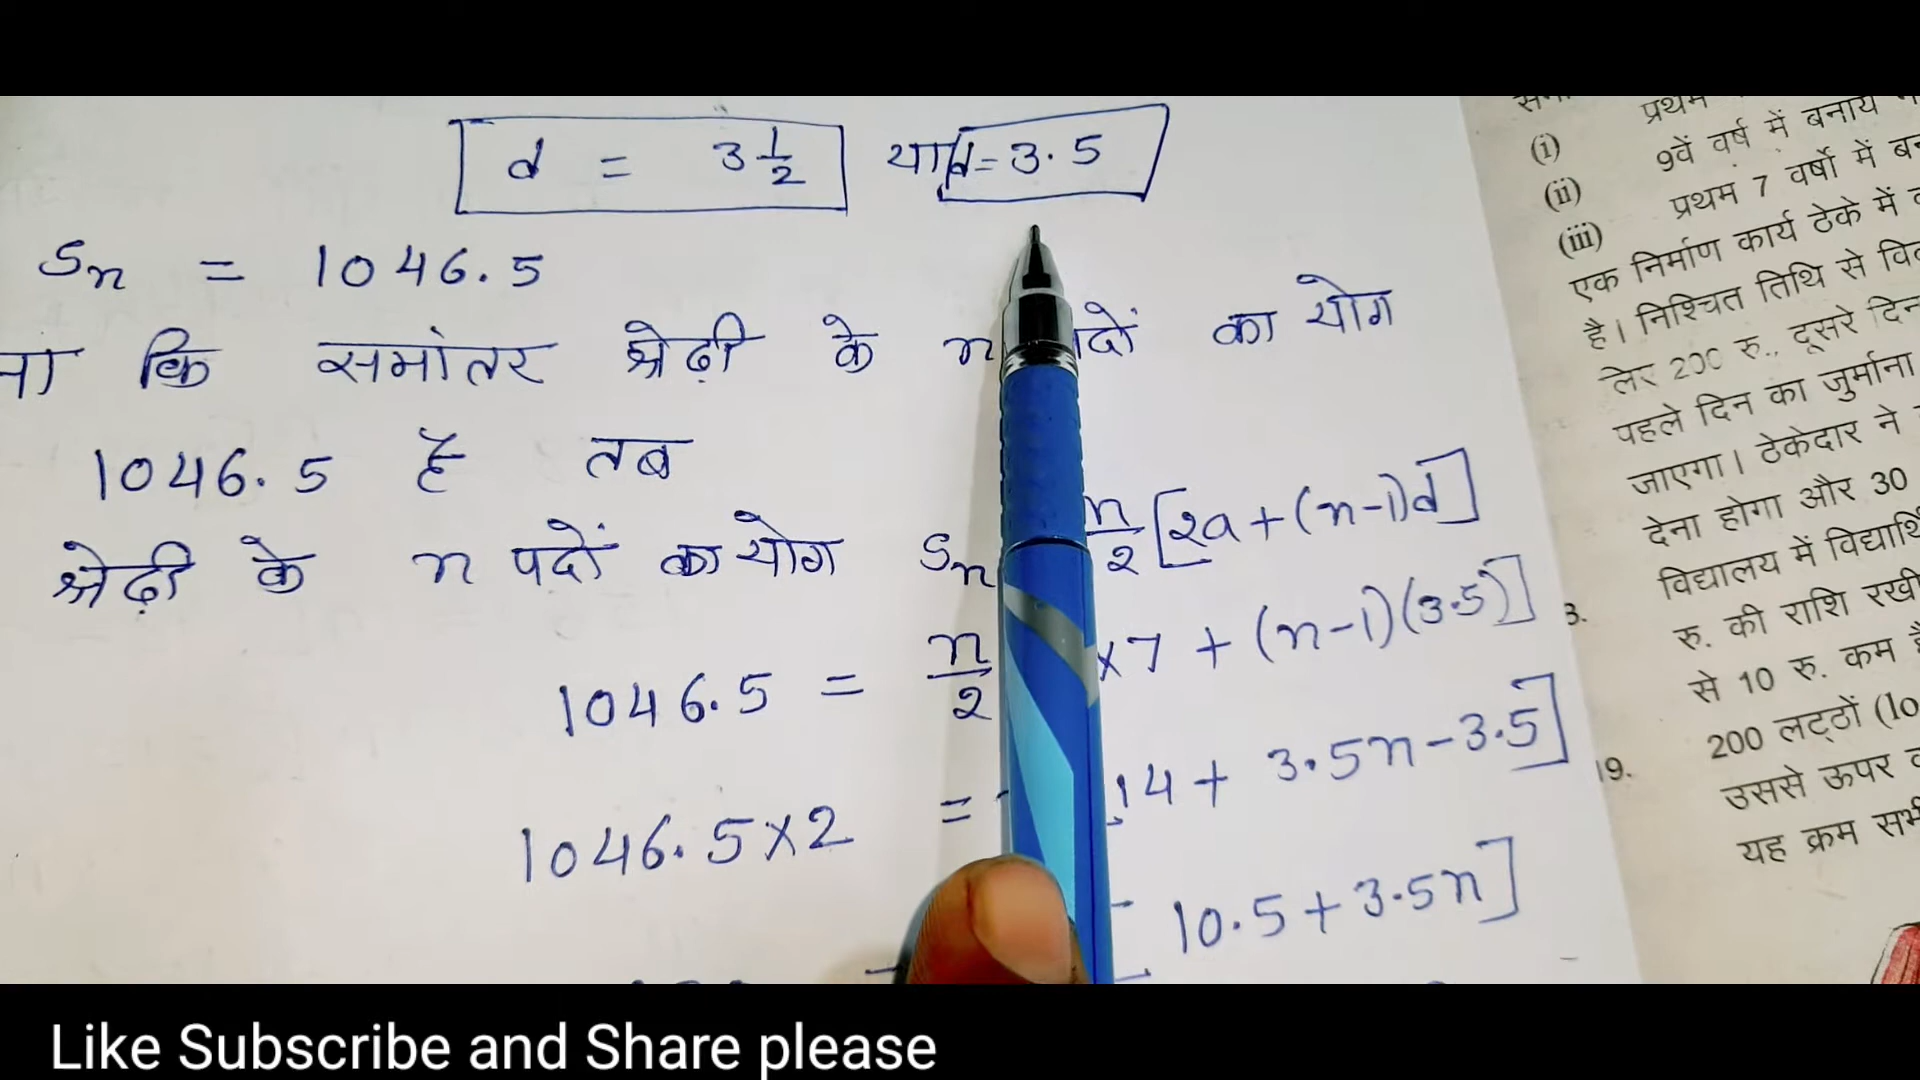 d = 3 1/2 या d = 3.5
Sn = 1046.5
ना कि समांतर श्रेढ़ी के n पदों का योग
1046.5 है तब
श्रेढ़ी के n पदों का योग Sn n/2 [2a + (n-1)d]
1046.5 = n/2 ×7 + (n-1)(3.5)]
1046.5×2 = 14 + 3.5n - 3.5]
10.5 + 3.5n]
प्रथम
(i) 9वें वर्ष में बनाये
(ii) प्रथम 7 वर्षों में
(iii)
एक निर्माण कार्य ठेके में
है। निश्चित तिथि से
लिए 200 रु., दूसरे दिन
पहले दिन का जुर्माना
जाएगा। ठेकेदार ने
देना होगा और 30
विद्यालय में
3. रु. की राशि
से 10 रु. कम
19. 200 लट्ठों (lo
उससे ऊपर
यह क्रम
Like Subscribe and Share please